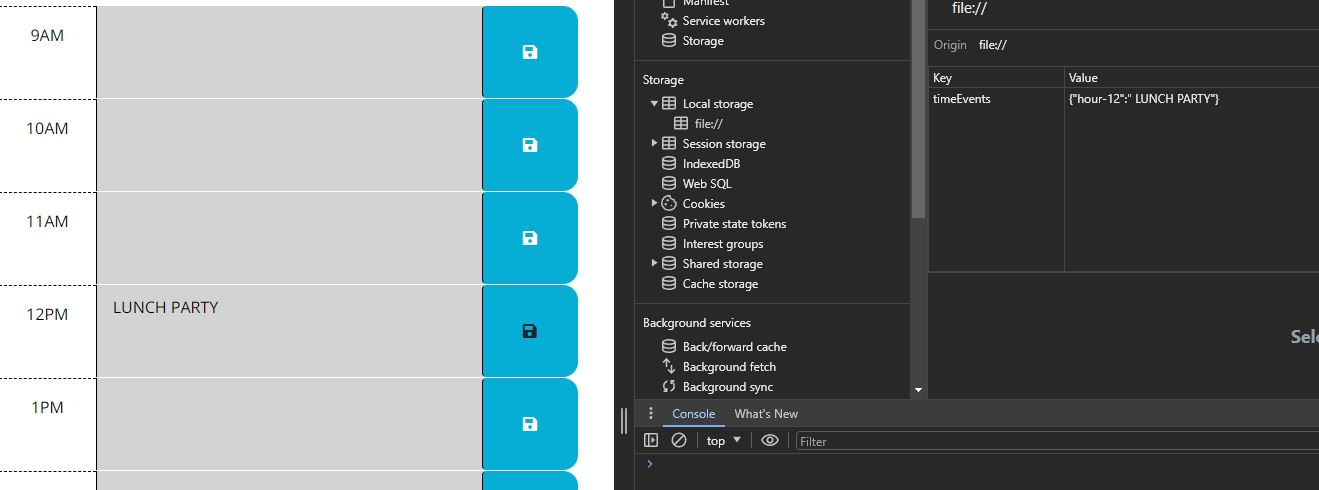 9AM
10AM
11AM
12PM
LUNCH PARTY
1PM
Manifest
Service workers
Storage
Storage
Local storage
file://
Session storage
IndexedDB
Web SQL
Cookies
Private state tokens
Interest groups
Shared storage
Cache storage
Background services
Back/forward cache
Background fetch
Background sync
file://
Origin file://
Key Value
timeEvents {"hour-12":" LUNCH PARTY"}
Sele
Console What's New
top Filter